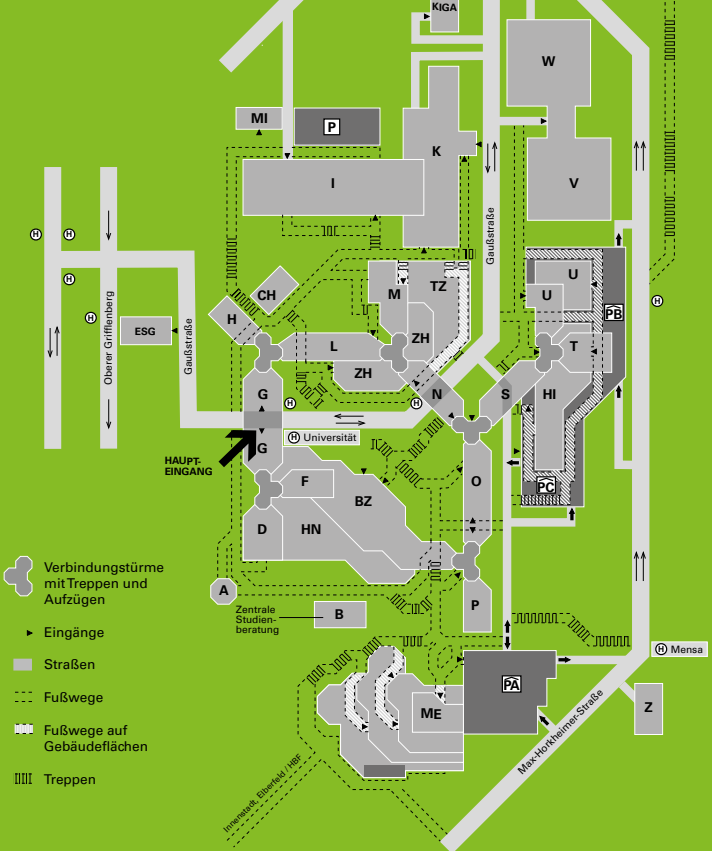 KIGA
W
MI
P
K
I
V
Gaußstraße
H
H
H
H
Oberer Grifflenberg
ESG
Gaußstraße
CH
H
M
TZ
U
U
PB
H
L
ZH
ZH
T
G
N
S
HI
H
H
H Universität
HAUPT-
EINGANG
G
F
BZ
O
PC
D
HN
A
P
Zentrale
Studien-
beratung
B
Verbindungstürme
mit Treppen und
Aufzügen
Eingänge
Straßen
Fußwege
Fußwege auf
Gebäudeflächen
Treppen
H Mensa
PA
ME
Z
Max-Horkheimer-Straße
Innenstadt, Elberfeld / HBF